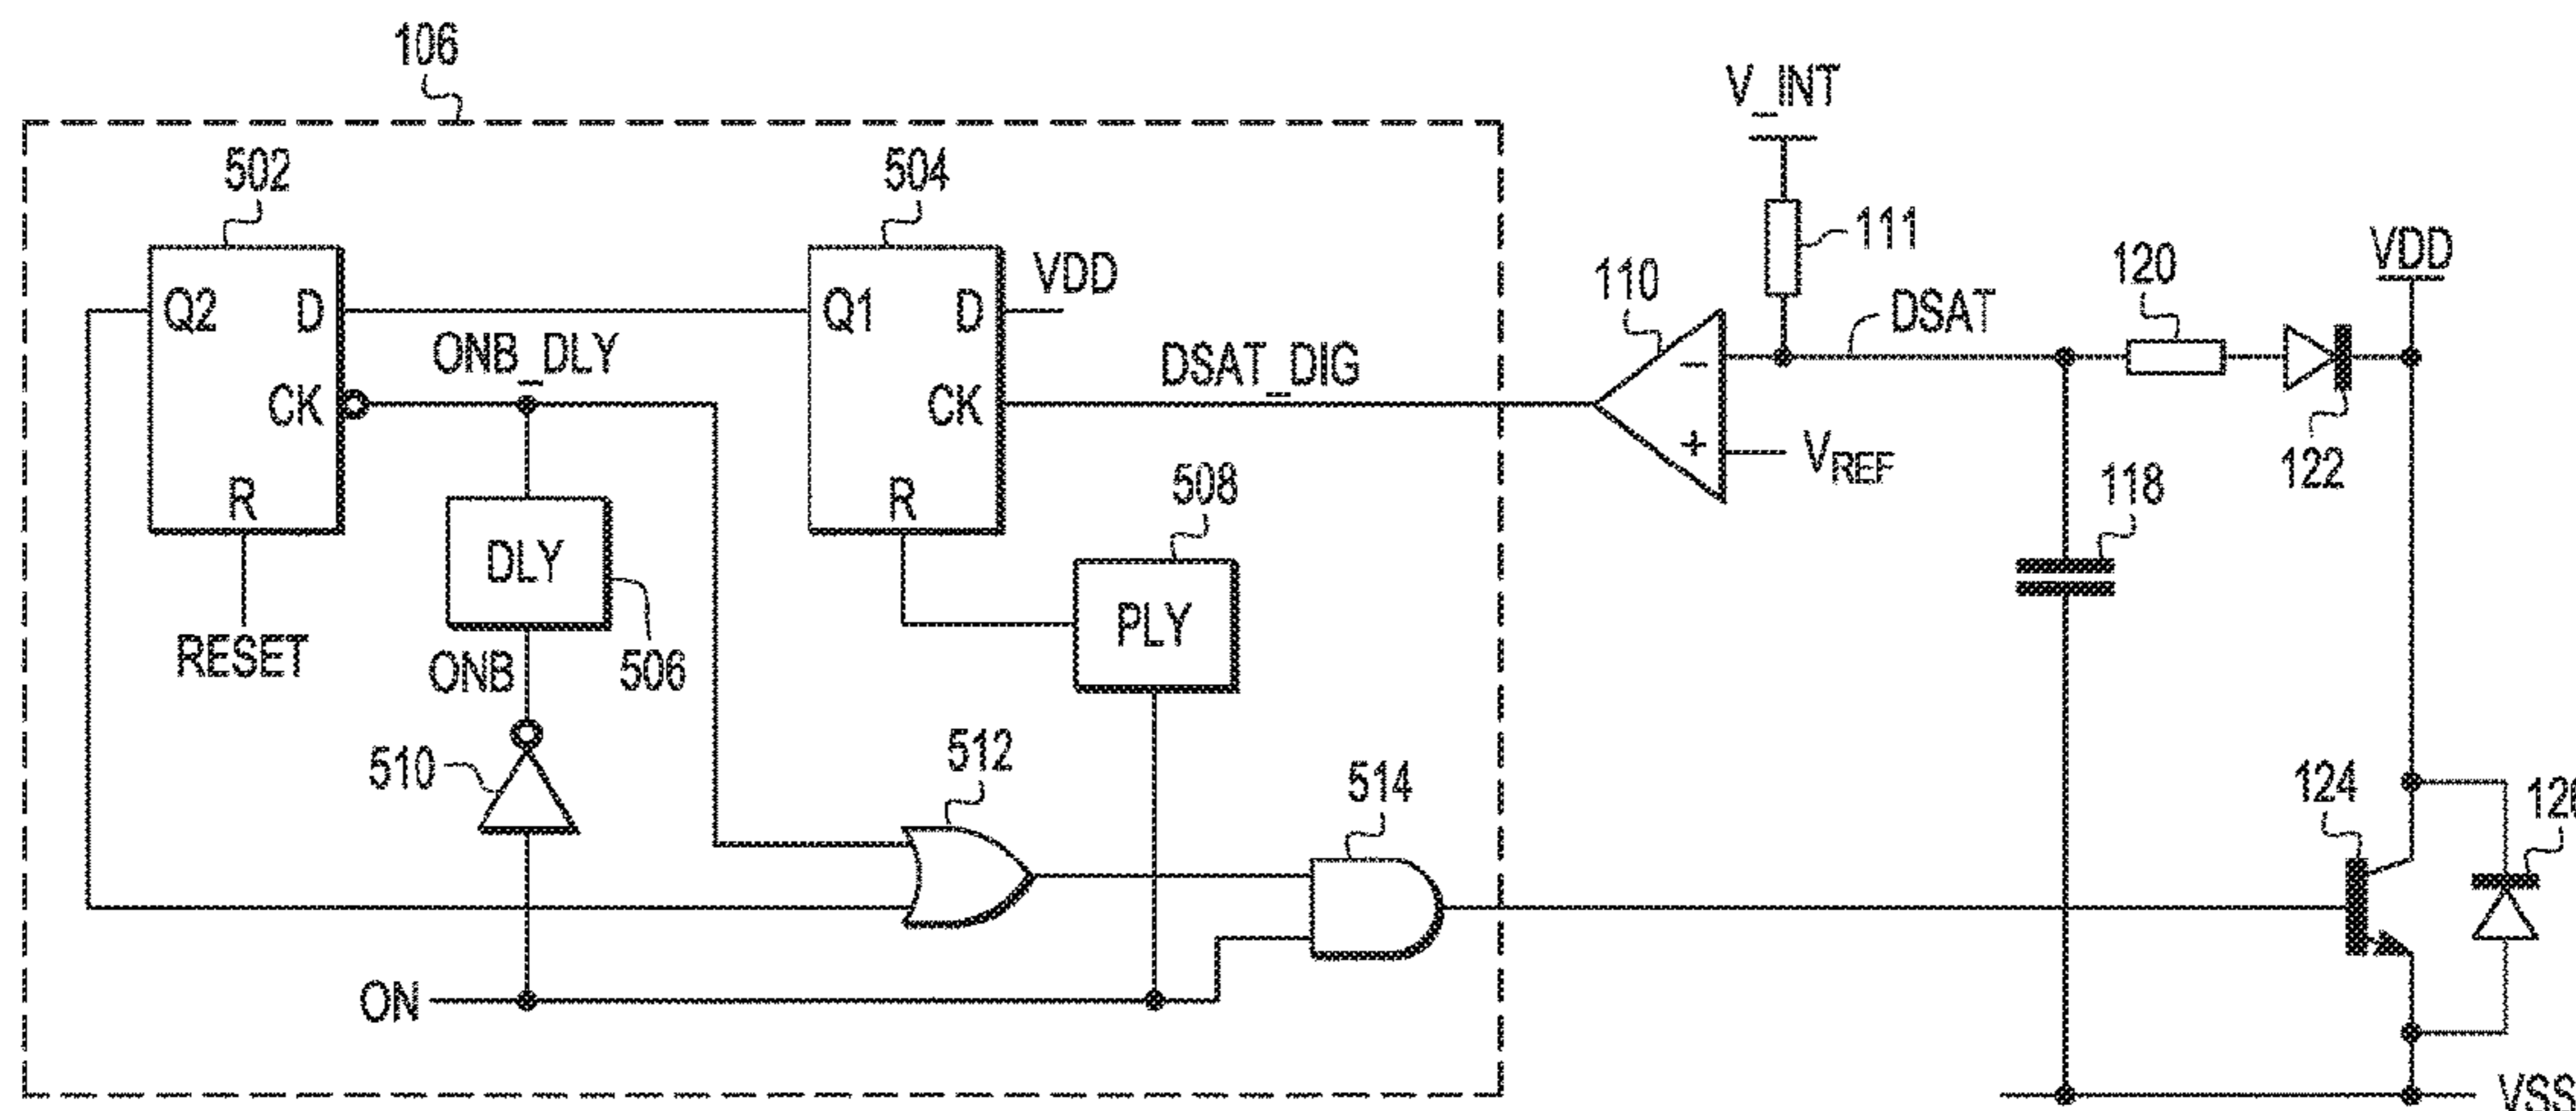 106
V_INT
502
504
111
VDD
120
VDD
110
DSAT
Q2
D
Q1
D
ONB_DLY
DSAT_DIG
CK
CK
−
+
VREF
122
118
R
R
508
DLY
PLY
RESET
ONB
506
510
512
514
124
ON
VSS